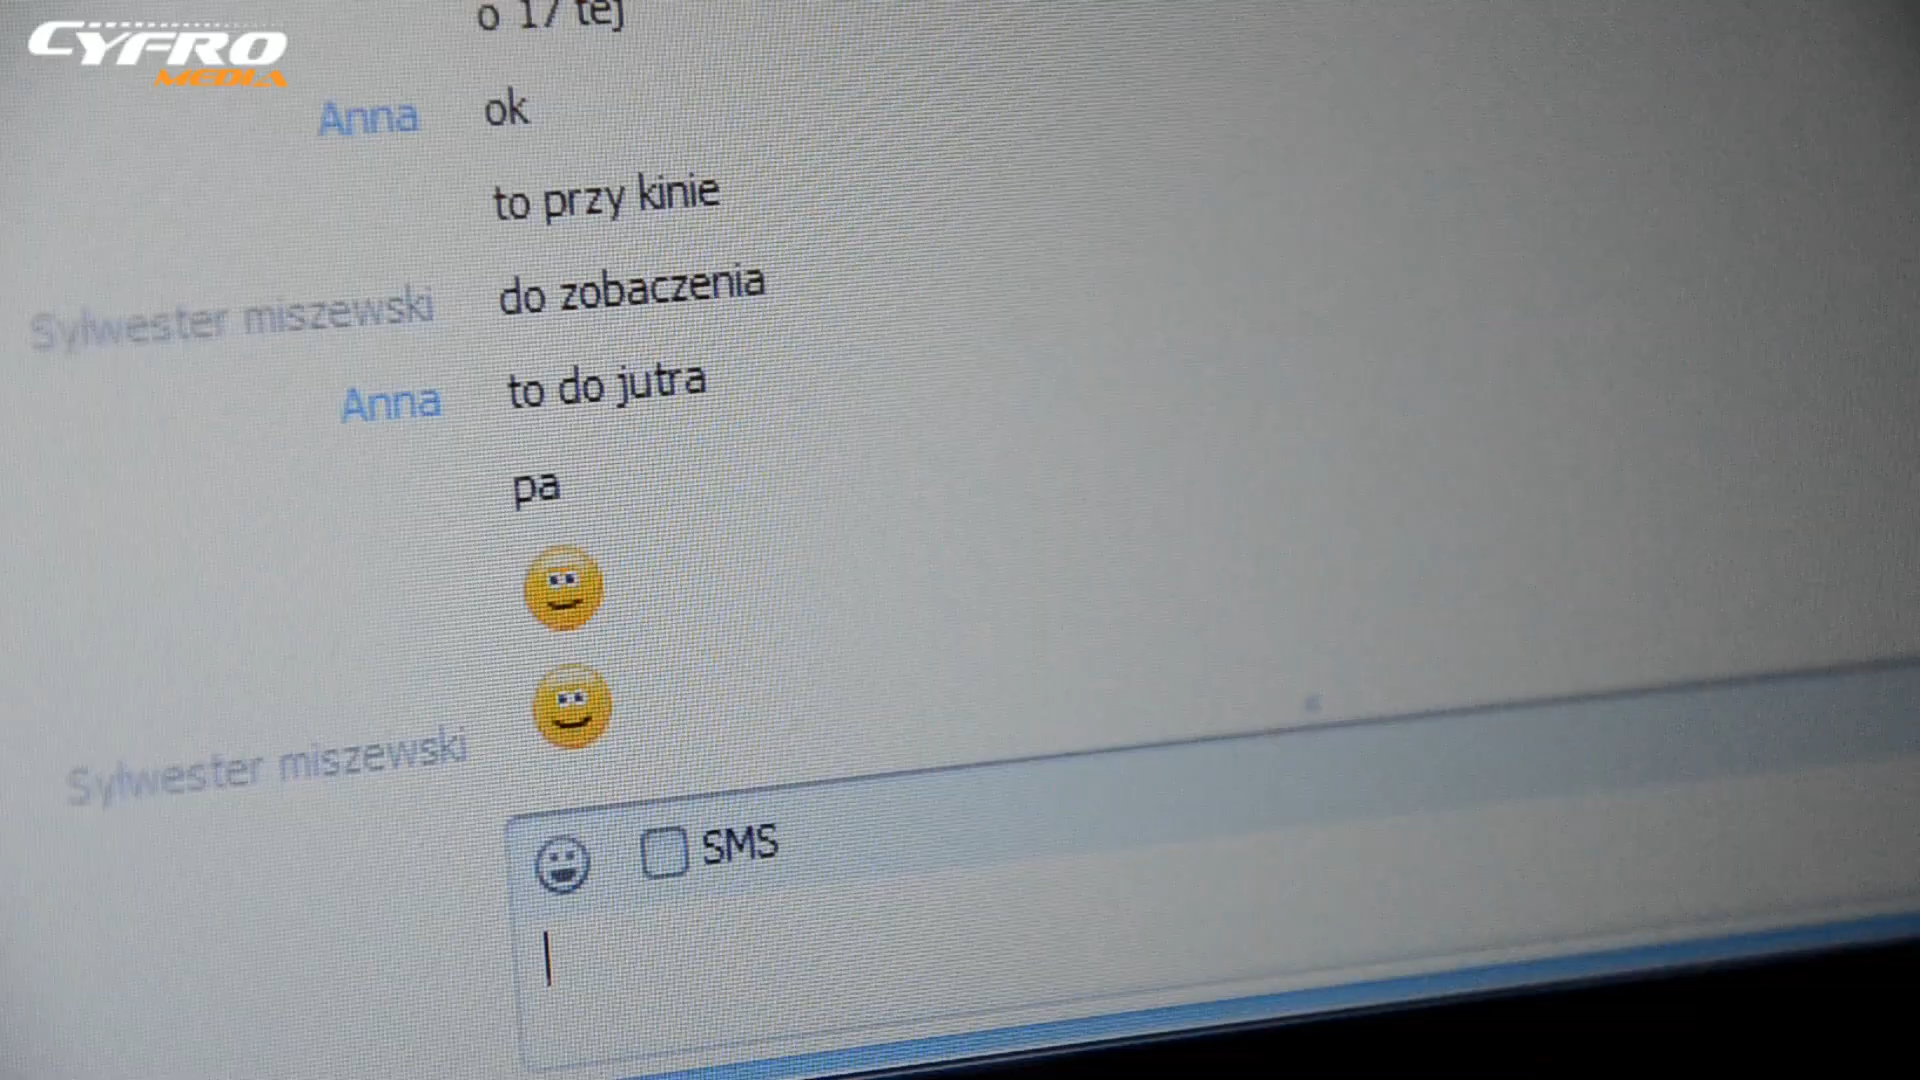 CYFRO
MEDIA
o 17 tej
Anna ok
to przy kinie
Sylwester miszewski do zobaczenia
Anna to do jutra
pa
Sylwester miszewski
SMS